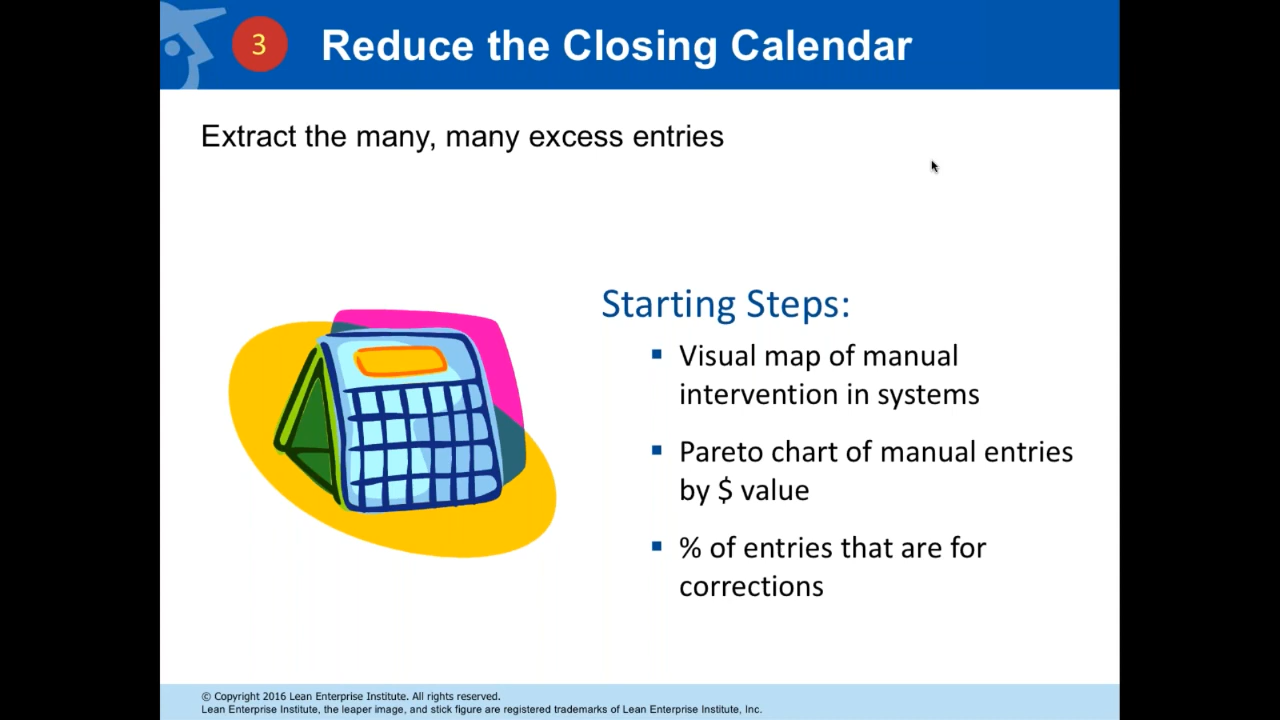 3
Reduce the Closing Calendar
Extract the many, many excess entries
Starting Steps:
▪ Visual map of manual
intervention in systems
▪ Pareto chart of manual entries
by $ value
▪ % of entries that are for
corrections
© Copyright 2016 Lean Enterprise Institute. All rights reserved.
Lean Enterprise Institute, the leaper image, and stick figure are registered trademarks of Lean Enterprise Institute, Inc.